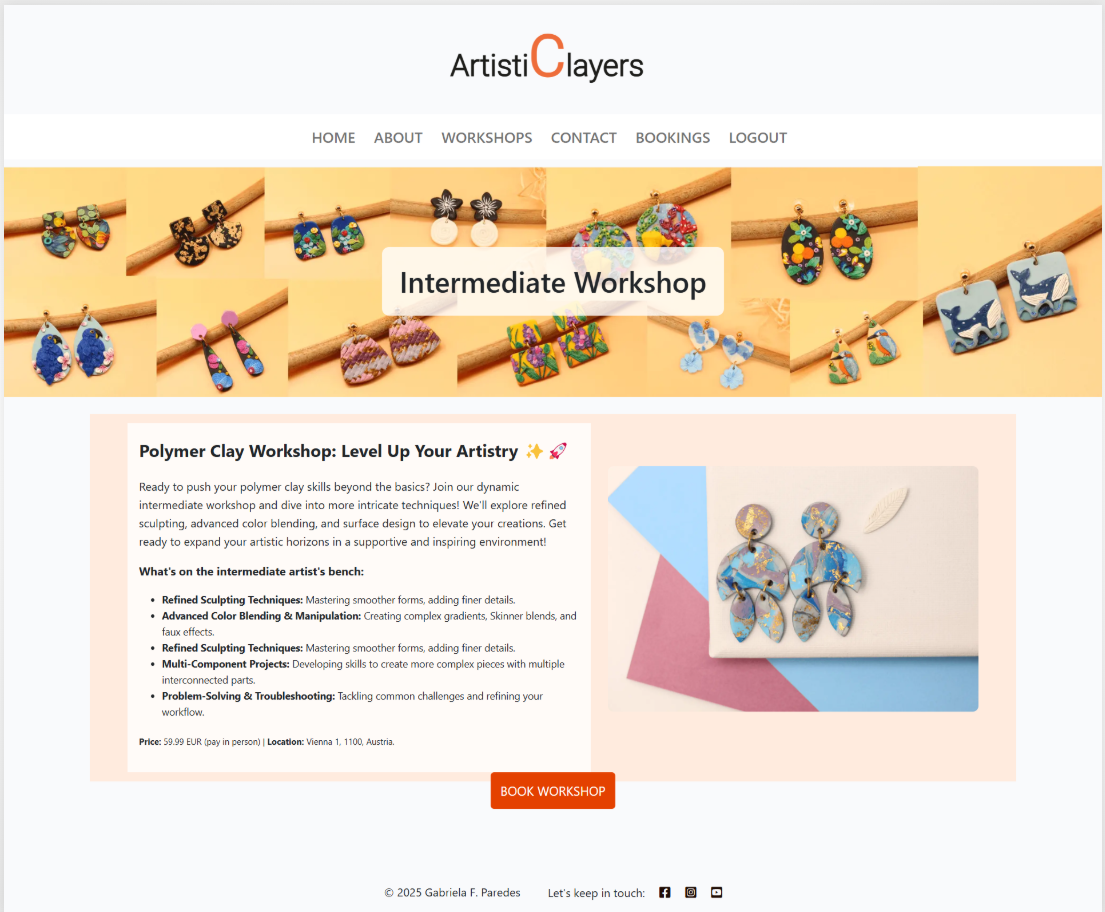 ArtistiClayers
HOME ABOUT WORKSHOPS CONTACT BOOKINGS LOGOUT
Intermediate Workshop
Polymer Clay Workshop: Level Up Your Artistry ✨ 🚀
Ready to push your polymer clay skills beyond the basics? Join our dynamic
intermediate workshop and dive into more intricate techniques! We'll explore refined
sculpting, advanced color blending, and surface design to elevate your creations. Get
ready to expand your artistic horizons in a supportive and inspiring environment!
What's on the intermediate artist's bench:
• Refined Sculpting Techniques: Mastering smoother forms, adding finer details.
• Advanced Color Blending & Manipulation: Creating complex gradients, Skinner blends, and
faux effects.
• Refined Sculpting Techniques: Mastering smoother forms, adding finer details.
• Multi-Component Projects: Developing skills to create more complex pieces with multiple
interconnected parts.
• Problem-Solving & Troubleshooting: Tackling common challenges and refining your
workflow.
Price: 59.99 EUR (pay in person) | Location: Vienna 1, 1100, Austria.
BOOK WORKSHOP
© 2025 Gabriela F. Paredes Let's keep in touch: